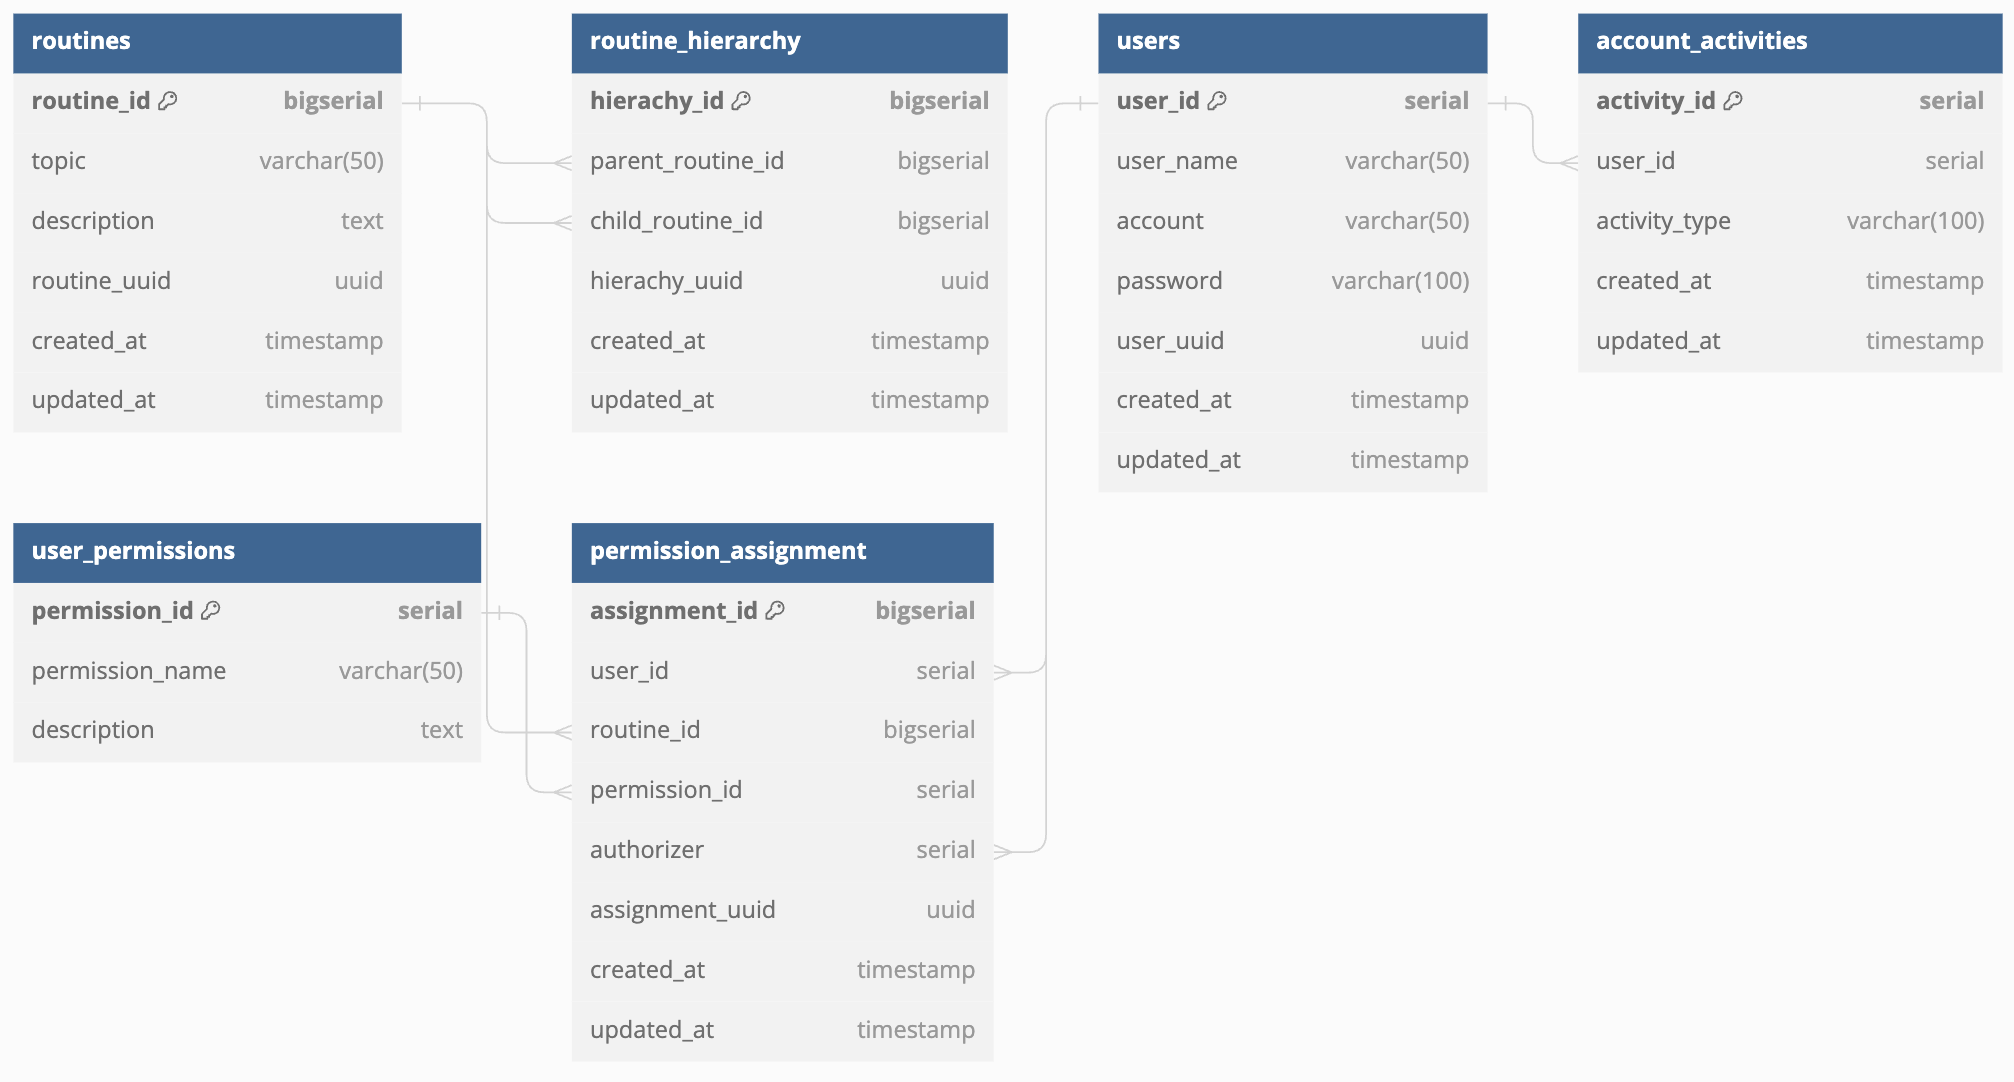 routines
routine_id bigserial
topic varchar(50)
description text
routine_uuid uuid
created_at timestamp
updated_at timestamp
routine_hierarchy
hierachy_id bigserial
parent_routine_id bigserial
child_routine_id bigserial
hierachy_uuid uuid
created_at timestamp
updated_at timestamp
users
user_id serial
user_name varchar(50)
account varchar(50)
password varchar(100)
user_uuid uuid
created_at timestamp
updated_at timestamp
account_activities
activity_id serial
user_id serial
activity_type varchar(100)
created_at timestamp
updated_at timestamp
user_permissions
permission_id serial
permission_name varchar(50)
description text
permission_assignment
assignment_id bigserial
user_id serial
routine_id bigserial
permission_id serial
authorizer serial
assignment_uuid uuid
created_at timestamp
updated_at timestamp